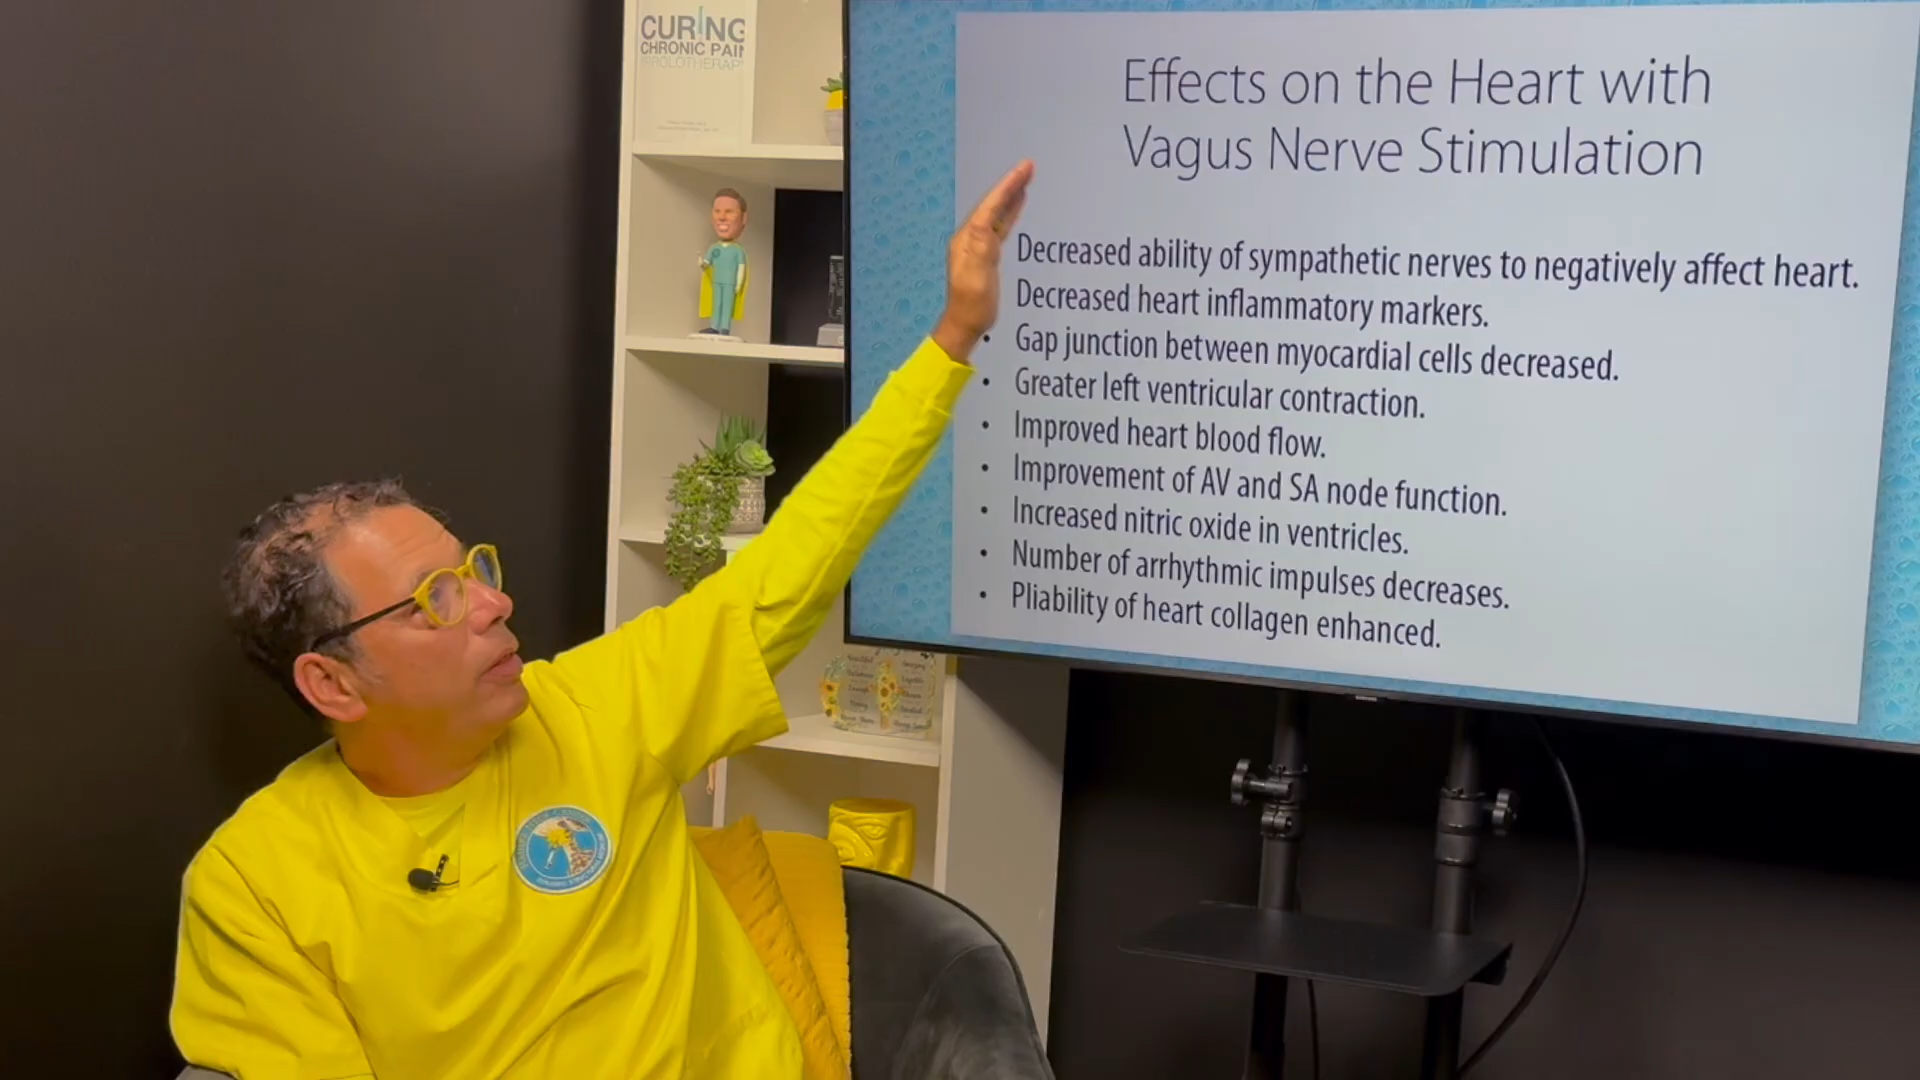 CURING
CHRONIC PAIN
PROLOTHERAPY
Effects on the Heart with
Vagus Nerve Stimulation
Decreased ability of sympathetic nerves to negatively affect heart.
Decreased heart inflammatory markers.
• Gap junction between myocardial cells decreased.
• Greater left ventricular contraction.
• Improved heart blood flow.
• Improvement of AV and SA node function.
• Increased nitric oxide in ventricles.
• Number of arrhythmic impulses decreases.
• Pliability of heart collagen enhanced.
SAMSUNG